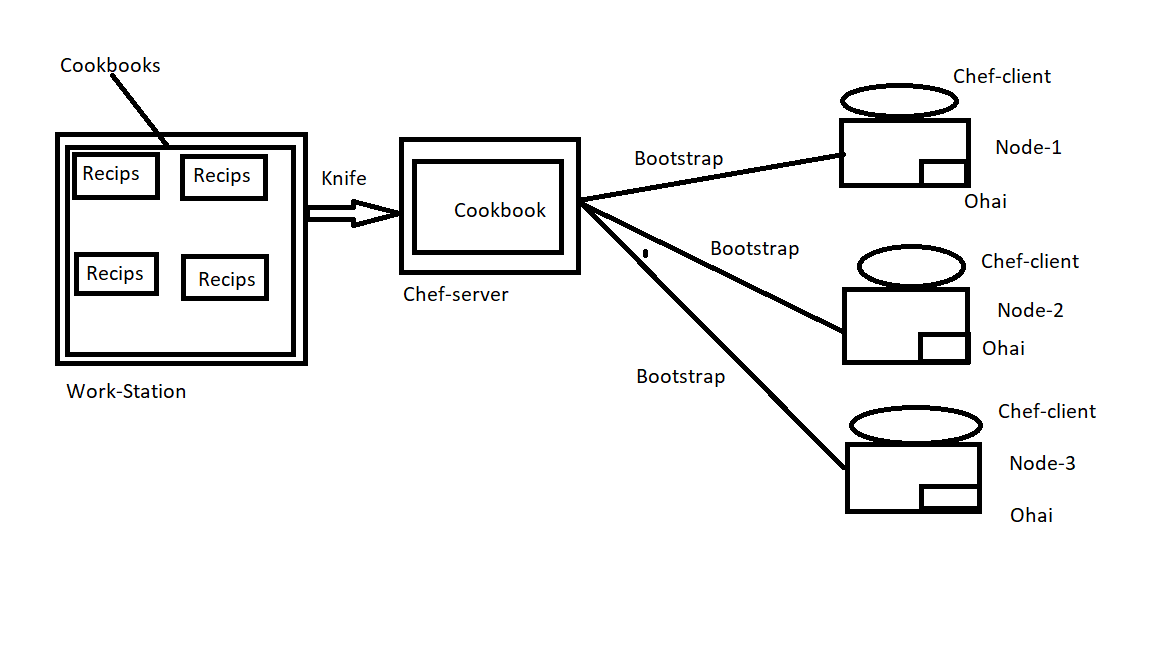 Cookbooks
Recips
Recips
Recips
Recips
Work-Station
Knife
Cookbook
Chef-server
Bootstrap
Bootstrap
Bootstrap
Chef-client
Node-1
Ohai
Chef-client
Node-2
Ohai
Chef-client
Node-3
Ohai